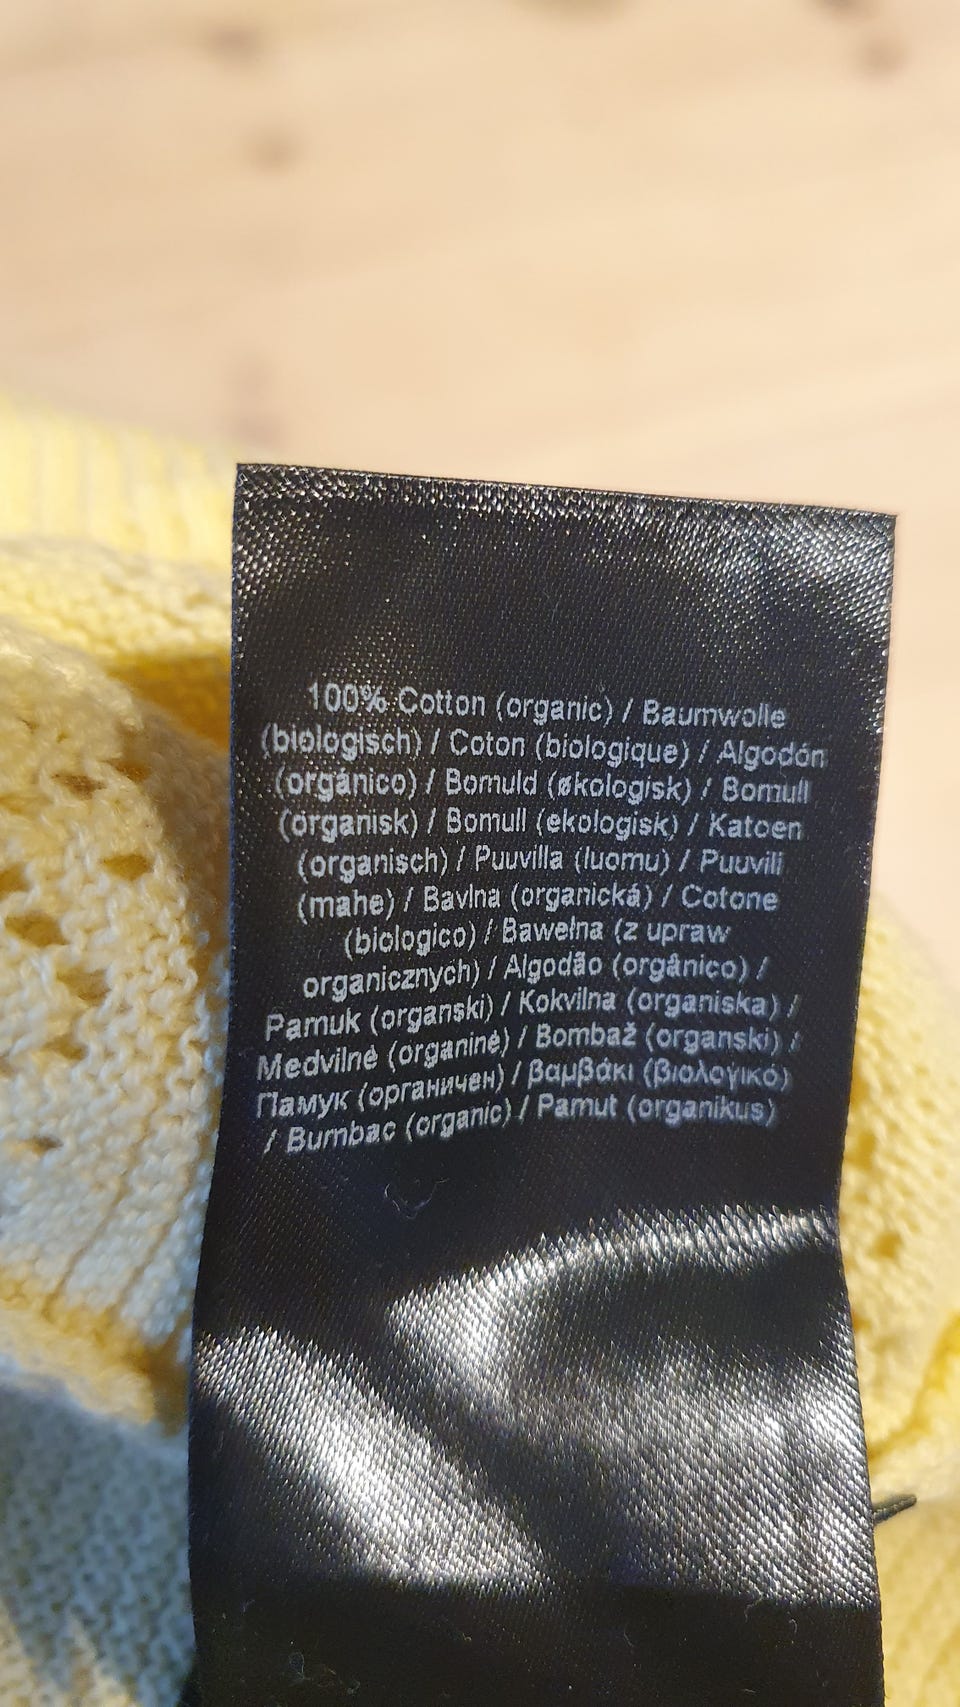 100% Cotton (organic) / Baumwolle
(biologisch) / Coton (biologique) / Algodón
(orgánico) / Bomuld (økologisk) / Bomull
(organisk) / Bomull (ekologisk) / Katoen
(organisch) / Puuvilla (luomu) / Puuvill
(mahe) / Bavlna (organická) / Cotone
(biologico) / Bawełna (z upraw
organicznych) / Algodão (orgânico) /
Pamuk (organski) / Kokvilna (organiska) /
Medvilnė (organinė) / Bombaž (organski) /
Памук (органичен) / βαμβάκι (βιολογικό)
/ Bumbac (organic) / Pamut (organikus)